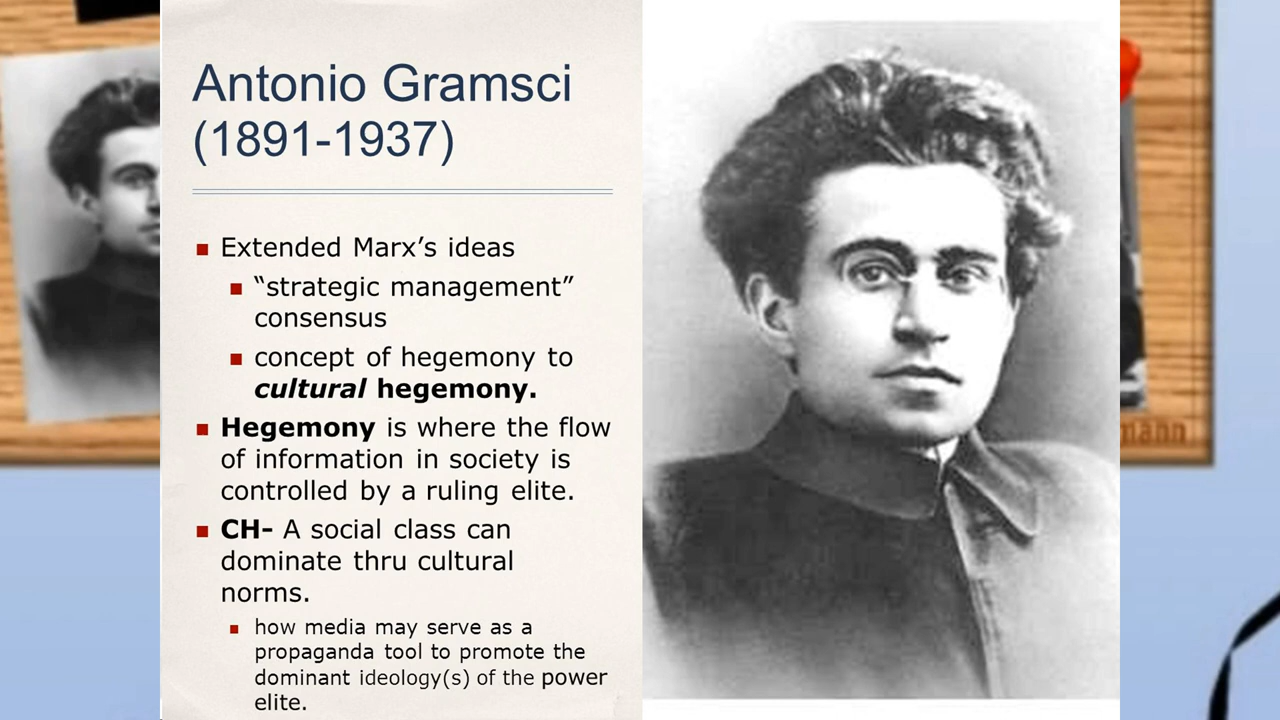 Antonio Gramsci
(1891-1937)
Extended Marx’s ideas
“strategic management”
consensus
concept of hegemony to
cultural hegemony.
Hegemony is where the flow
of information in society is
controlled by a ruling elite.
CH- A social class can
dominate thru cultural
norms.
how media may serve as a
propaganda tool to promote the
dominant ideology(s) of the power
elite.
mann